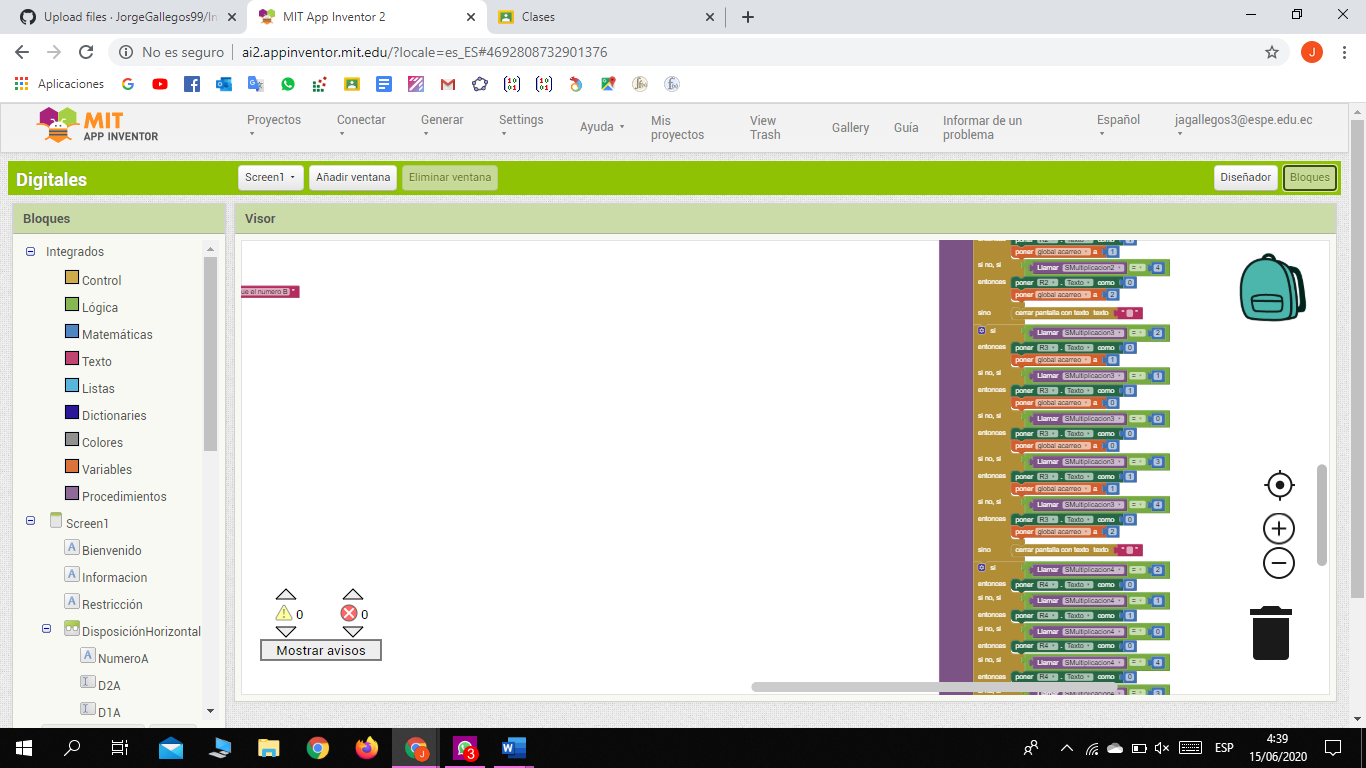 Upload files · JorgeGallegos99/In
MIT App Inventor 2
Clases
No es seguro
ai2.appinventor.mit.edu/?locale=es_ES#4692808732901376
J
Aplicaciones
MIT
APP INVENTOR
Proyectos
Conectar
Generar
Settings
Ayuda
Mis proyectos
View Trash
Gallery
Guía
Informar de un problema
Español
jagallegos3@espe.edu.ec
Digitales
Screen1
Añadir ventana
Eliminar ventana
Diseñador
Bloques
Bloques
Visor
Integrados
Control
Lógica
Matemáticas
Texto
Listas
Dictionaries
Colores
Variables
Procedimientos
Screen1
Bienvenido
Informacion
Restricción
DisposiciónHorizontal
NumeroA
D2A
D1A
ue el numero B "
poner global acarreo a 1
si no, si Llamar SMultiplicacion2 = 4
entonces poner R2 . Texto como 0
poner global acarreo a 2
sino cerrar pantalla con texto texto " "
si Llamar SMultiplicacion3 = 2
entonces poner R3 . Texto como 0
poner global acarreo a 1
si no, si Llamar SMultiplicacion3 = 1
entonces poner R3 . Texto como 1
poner global acarreo a 0
si no, si Llamar SMultiplicacion3 = 0
entonces poner R3 . Texto como 0
poner global acarreo a 0
si no, si Llamar SMultiplicacion3 = 3
entonces poner R3 . Texto como 1
poner global acarreo a 1
si no, si Llamar SMultiplicacion3 = 4
entonces poner R3 . Texto como 0
poner global acarreo a 2
sino cerrar pantalla con texto texto " "
si Llamar SMultiplicacion4 = 2
entonces poner R4 . Texto como 0
si no, si Llamar SMultiplicacion4 = 1
entonces poner R4 . Texto como 1
si no, si Llamar SMultiplicacion4 = 0
entonces poner R4 . Texto como 0
si no, si Llamar SMultiplicacion4 = 4
entonces poner R4 . Texto como 0
0
0
Mostrar avisos
3
ESP
4:39
15/06/2020